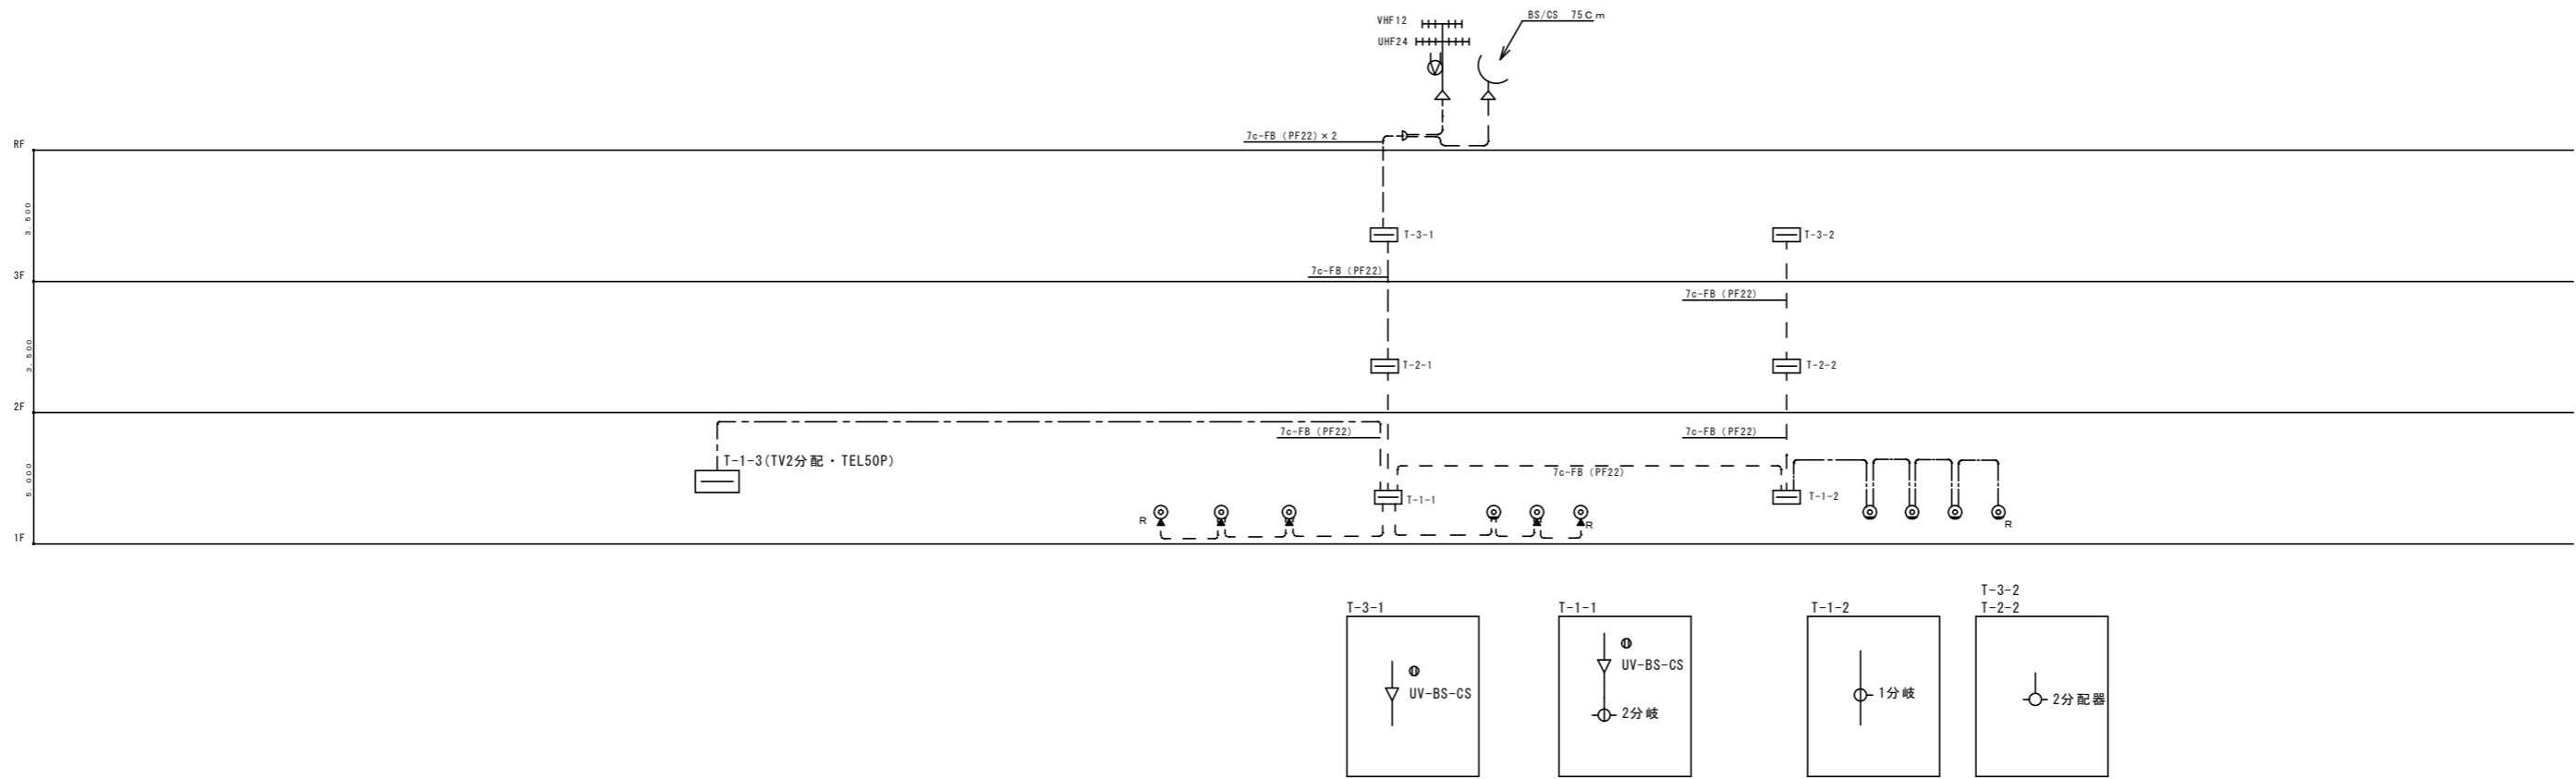 VHF12
UHF24
BS/CS 75Cm
7c-FB (PF22)×2
RF
3,500
T-3-1
T-3-2
7c-FB (PF22)
3F
7c-FB (PF22)
3,500
T-2-1
T-2-2
2F
7c-FB (PF22)
7c-FB (PF22)
T-1-3(TV2分配・TEL50P)
7c-FB (PF22)
5,000
T-1-1
T-1-2
R
R
R
1F
T-3-1
UV-BS-CS
T-1-1
UV-BS-CS
2分岐
T-1-2
1分岐
T-3-2
T-2-2
2分配器